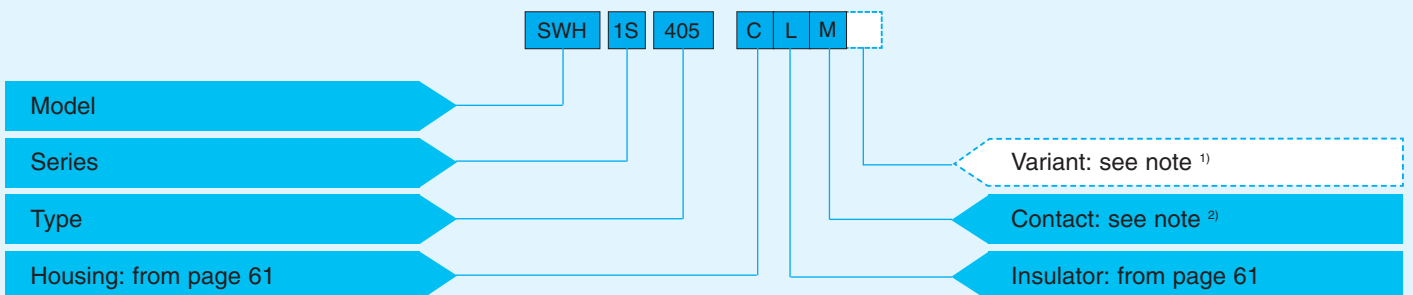 SWH 1S 405 C L M
Model
Series
Variant: see note 1)
Type
Contact: see note 2)
Housing: from page 61
Insulator: from page 61